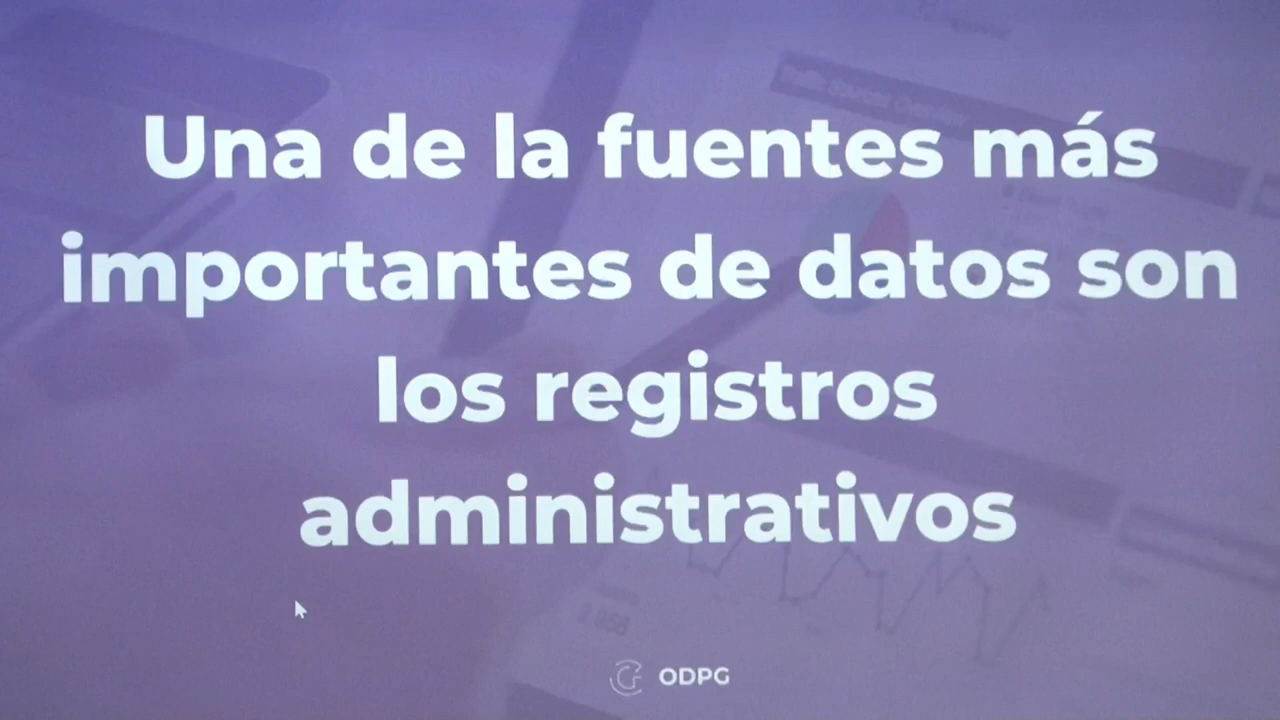 Una de la fuentes más
importantes de datos son
los registros
administrativos
ODPG